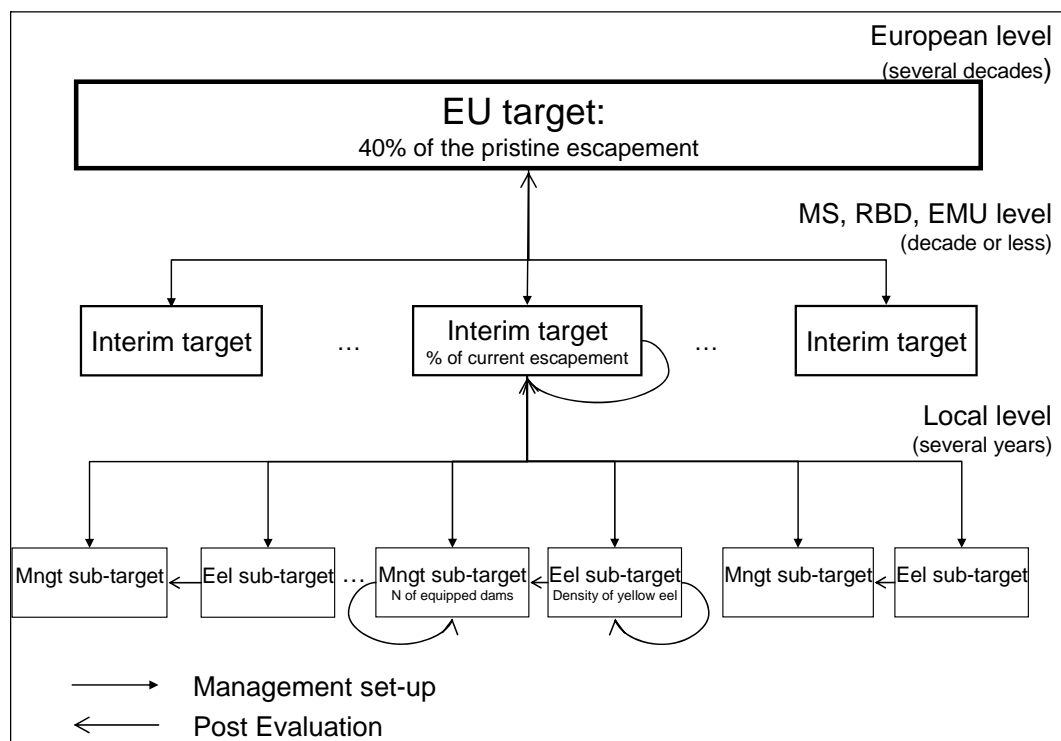 European level
(several decades)
EU target:
40% of the pristine escapement
MS, RBD, EMU level
(decade or less)
Interim target
…
Interim target
% of current escapement
…
Interim target
Local level
(several years)
Mngt sub-target
Eel sub-target
…
Mngt sub-target
N of equipped dams
Eel sub-target
Density of yellow eel
Mngt sub-target
Eel sub-target
Management set-up
Post Evaluation